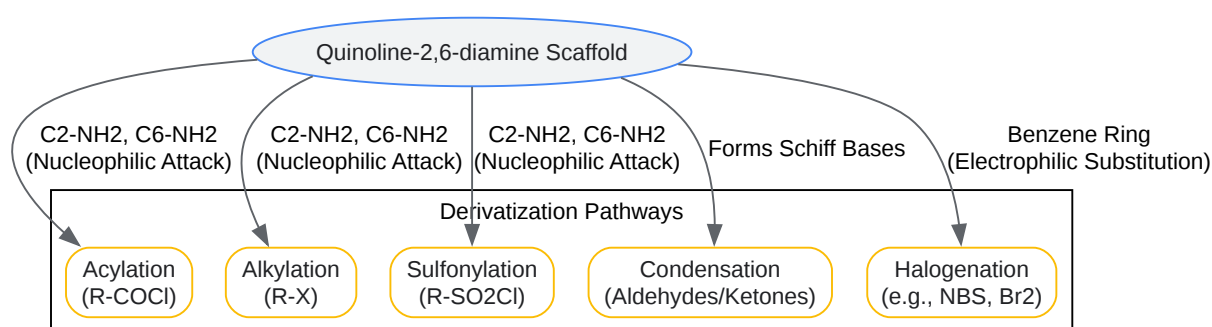 Quinoline-2,6-diamine Scaffold
C2-NH2, C6-NH2
(Nucleophilic Attack)
C2-NH2, C6-NH2
(Nucleophilic Attack)
C2-NH2, C6-NH2
(Nucleophilic Attack)
Forms Schiff Bases
Benzene Ring
(Electrophilic Substitution)
Derivatization Pathways
Acylation
(R-COCl)
Alkylation
(R-X)
Sulfonylation
(R-SO2Cl)
Condensation
(Aldehydes/Ketones)
Halogenation
(e.g., NBS, Br2)